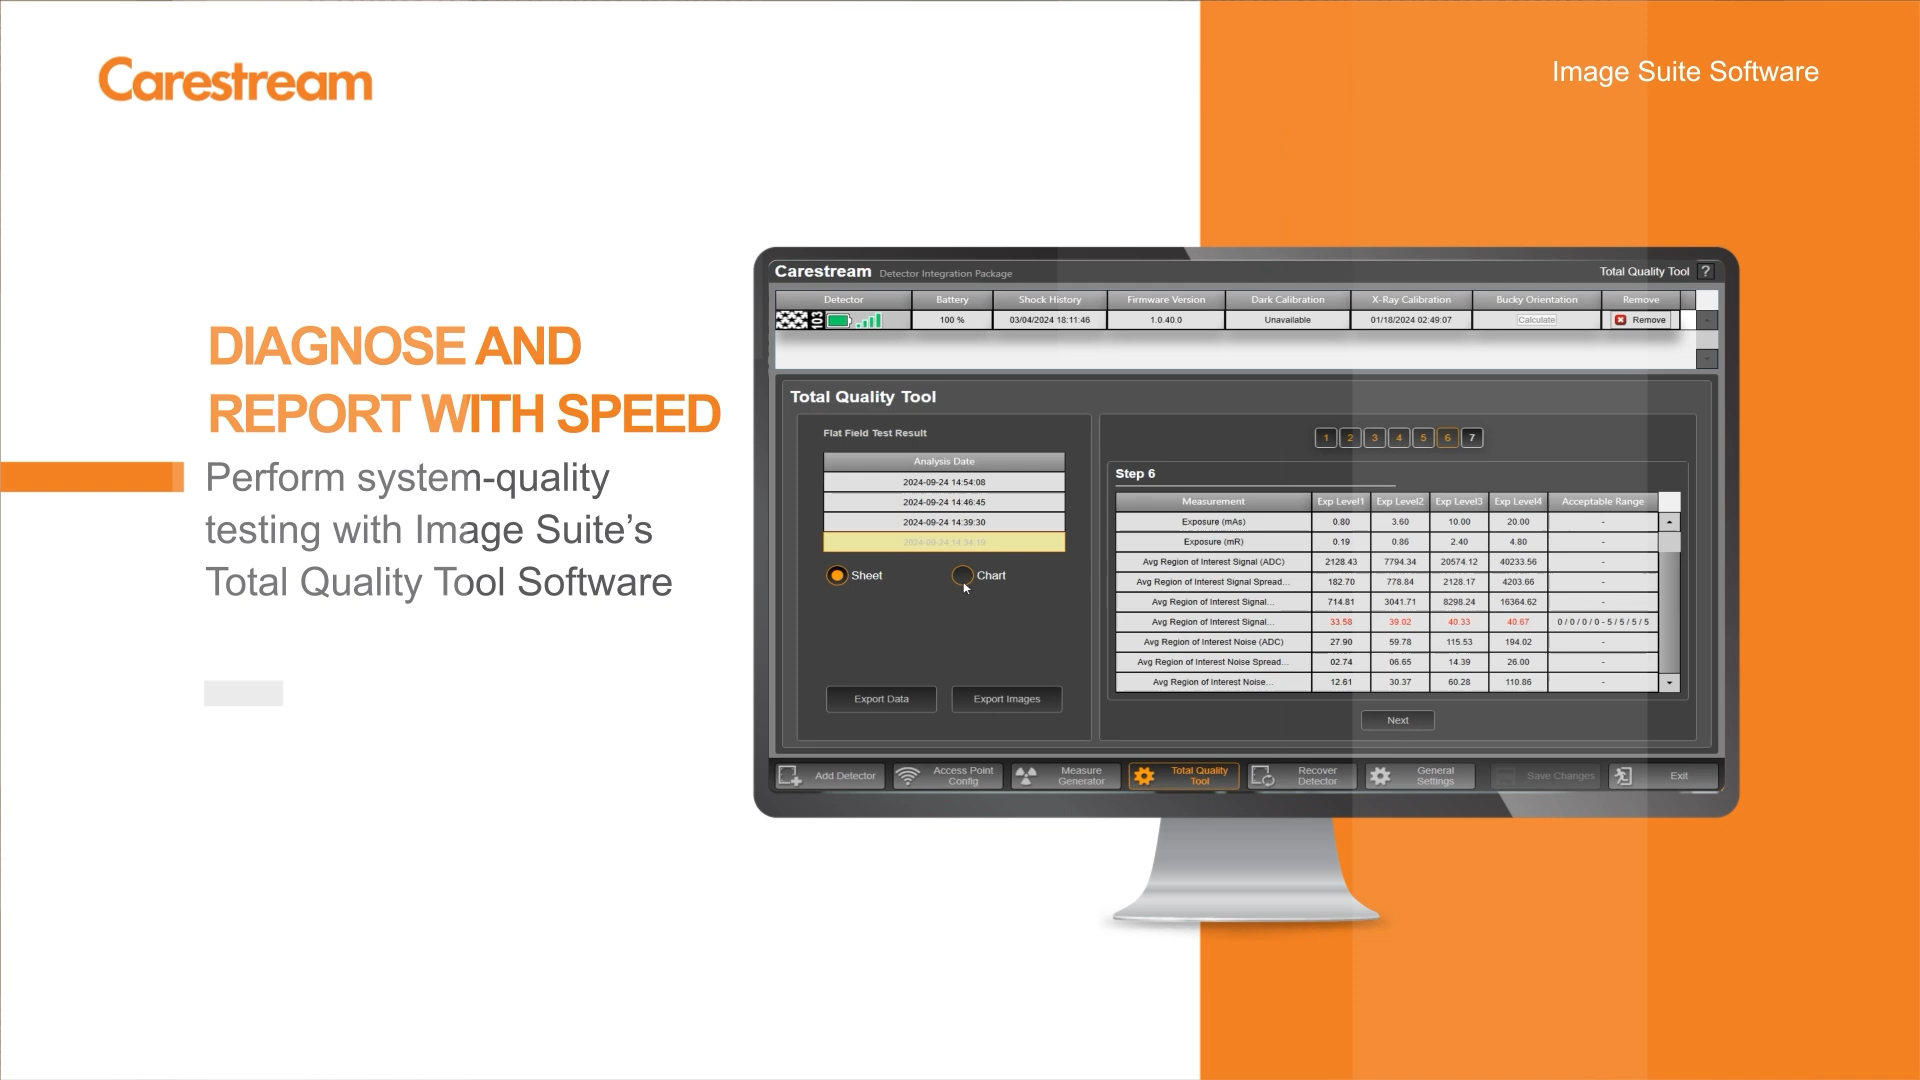 Carestream
Image Suite Software
DIAGNOSE AND
REPORT WITH SPEED
Perform system-quality
testing with Image Suite's
Total Quality Tool Software
Carestream Detector Integration Package
Total Quality Tool ?
Detector Battery Shock History Firmware Version Dark Calibration X-Ray Calibration Bucky Orientation Remove
103 100 % 03/04/2024 18:11:46 1.0.40.0 Unavailable 01/18/2024 02:49:07 Calculate Remove
Total Quality Tool
Flat Field Test Result
Analysis Date
2024-09-24 14:54:08
2024-09-24 14:46:45
2024-09-24 14:39:30
2024-09-24 14:34:19
Sheet Chart
Export Data Export Images
1 2 3 4 5 6 7
Step 6
Measurement Exp Level1 Exp Level2 Exp Level3 Exp Level4 Acceptable Range
Exposure (mAs) 0.80 3.60 10.00 20.00 -
Exposure (mR) 0.19 0.86 2.40 4.80 -
Avg Region of Interest Signal (ADC) 2128.43 7794.34 20574.12 40233.56 -
Avg Region of Interest Signal Spread... 182.70 778.84 2128.17 4203.66 -
Avg Region of Interest Signal... 714.81 3041.71 8298.24 16364.62 -
Avg Region of Interest Signal... 33.58 39.02 40.33 40.67 0 / 0 / 0 / 0 - 5 / 5 / 5 / 5
Avg Region of Interest Noise (ADC) 27.90 59.78 115.53 194.02 -
Avg Region of Interest Noise Spread... 02.74 06.65 14.39 26.00 -
Avg Region of Interest Noise... 12.61 30.37 60.28 110.86 -
Next
Add Detector
Access Point
Config
Measure
Generator
Total Quality
Tool
Recover
Detector
General
Settings
Save Changes
Exit